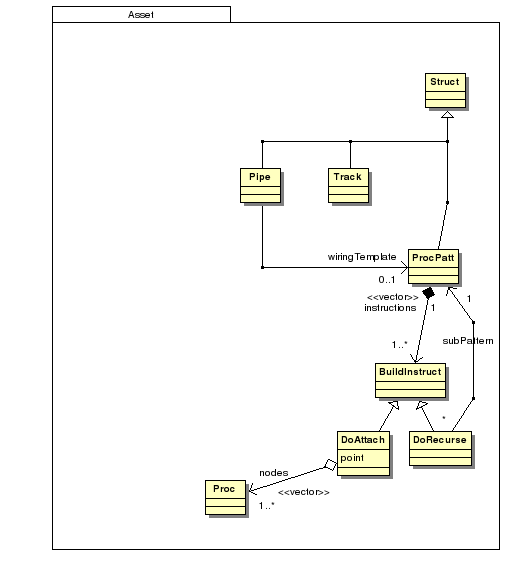 Asset
Struct
Pipe
Track
wiringTemplate
ProcPatt
0..1
<<vector>>
instructions
1
1
subPattern
1..*
BuildInstruct
*
DoAttach
point
DoRecurse
nodes
Proc
<<vector>>
1..*